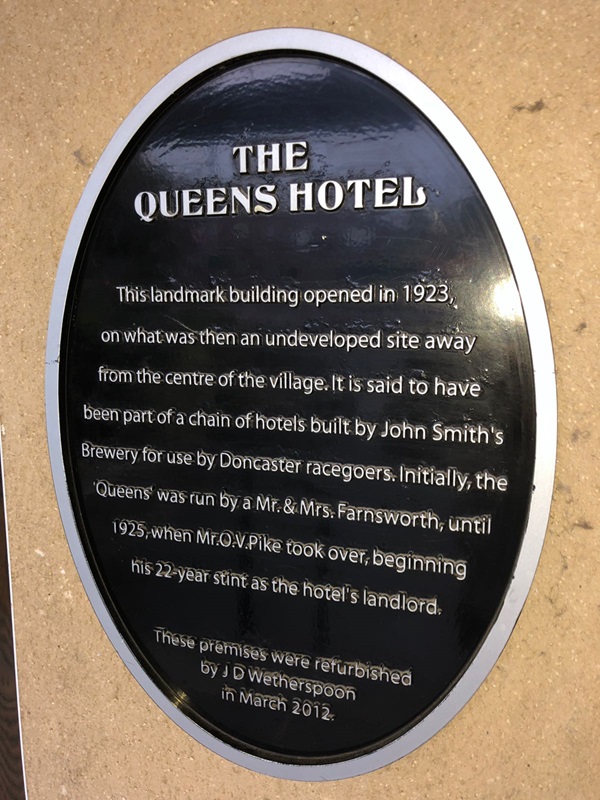 THE
QUEENS HOTEL
This landmark building opened in 1923,
on what was then an undeveloped site away
from the centre of the village. It is said to have
been part of a chain of hotels built by John Smith's
Brewery for use by Doncaster racegoers. Initially, the
'Queens' was run by a Mr. & Mrs. Farnsworth, until
1925, when Mr.O.V.Pike took over, beginning
his 22-year stint as the hotel's landlord.
These premises were refurbished
by J D Wetherspoon
in March 2012.